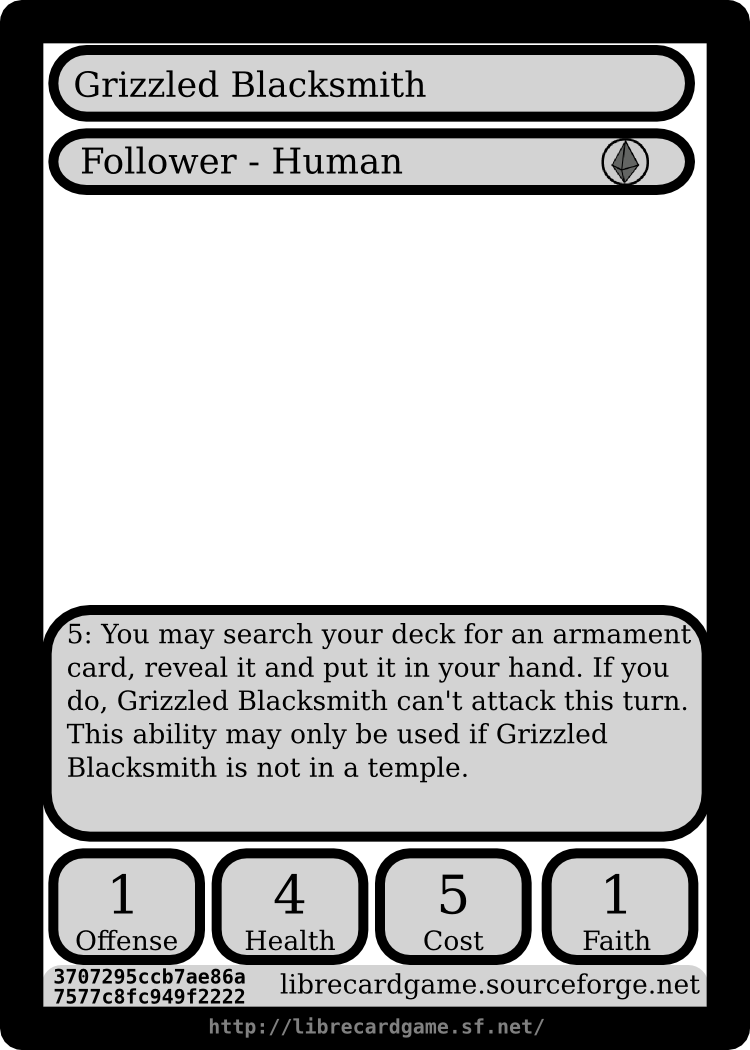 Grizzled Blacksmith
Follower - Human
5: You may search your deck for an armament
card, reveal it and put it in your hand. If you
do, Grizzled Blacksmith can't attack this turn.
This ability may only be used if Grizzled
Blacksmith is not in a temple.
1 4 5 1
Offense Health Cost Faith
3707295ccb7ae86a
7577c8fc949f2222
librecardgame.sourceforge.net
http://librecardgame.sf.net/